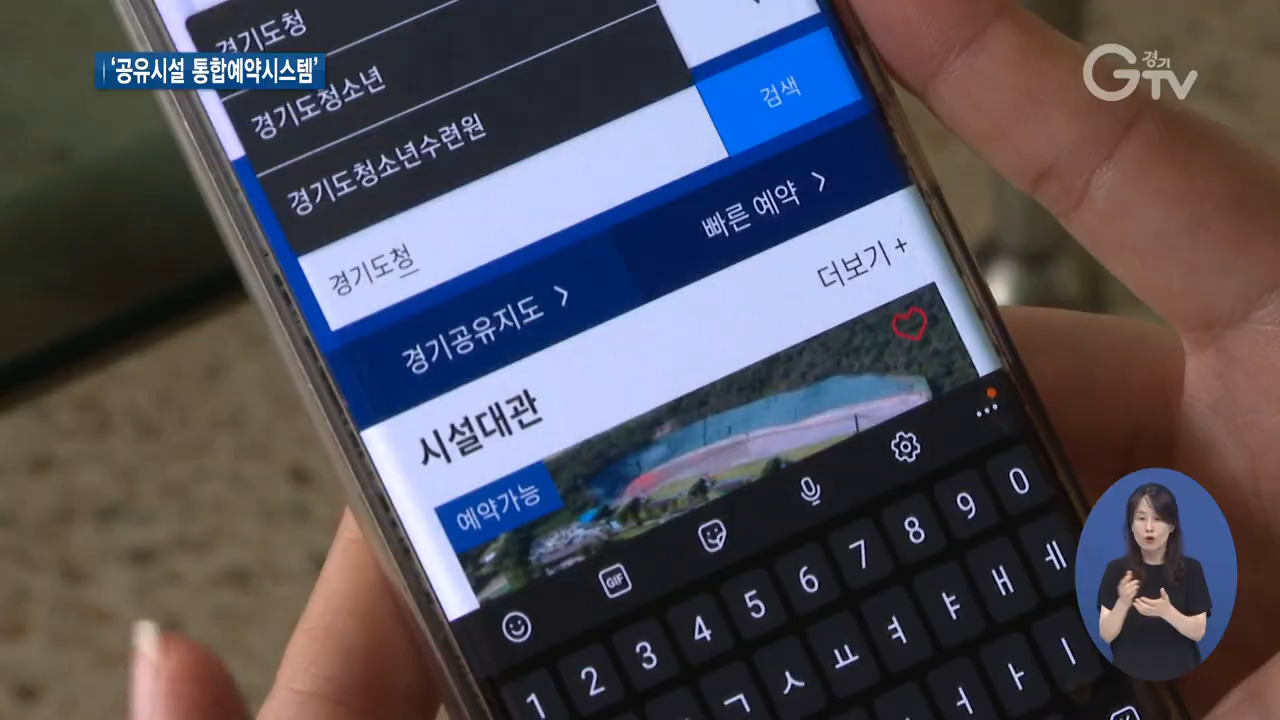 '공유시설 통합예약시스템'
G경기TV
경기도청
경기도청소년
경기도청소년수련원
검색
경기도청
경기공유지도 >
빠른 예약 >
더보기 +
시설대관
예약가능
GIF
1 2 3 4 5 6 7 8 9 0
ㄱ ㅅ ㅛ ㅕ ㅑ ㅐ ㅔ
ㅓ ㅏ ㅣ